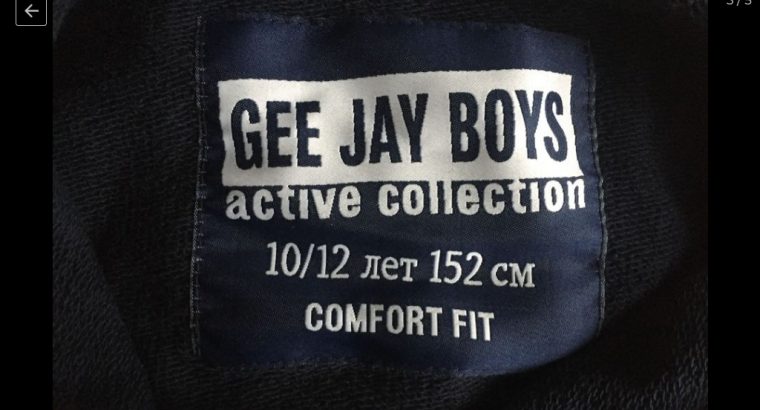 GEE JAY BOYS
active collection
10/12 лет 152 см
COMFORT FIT